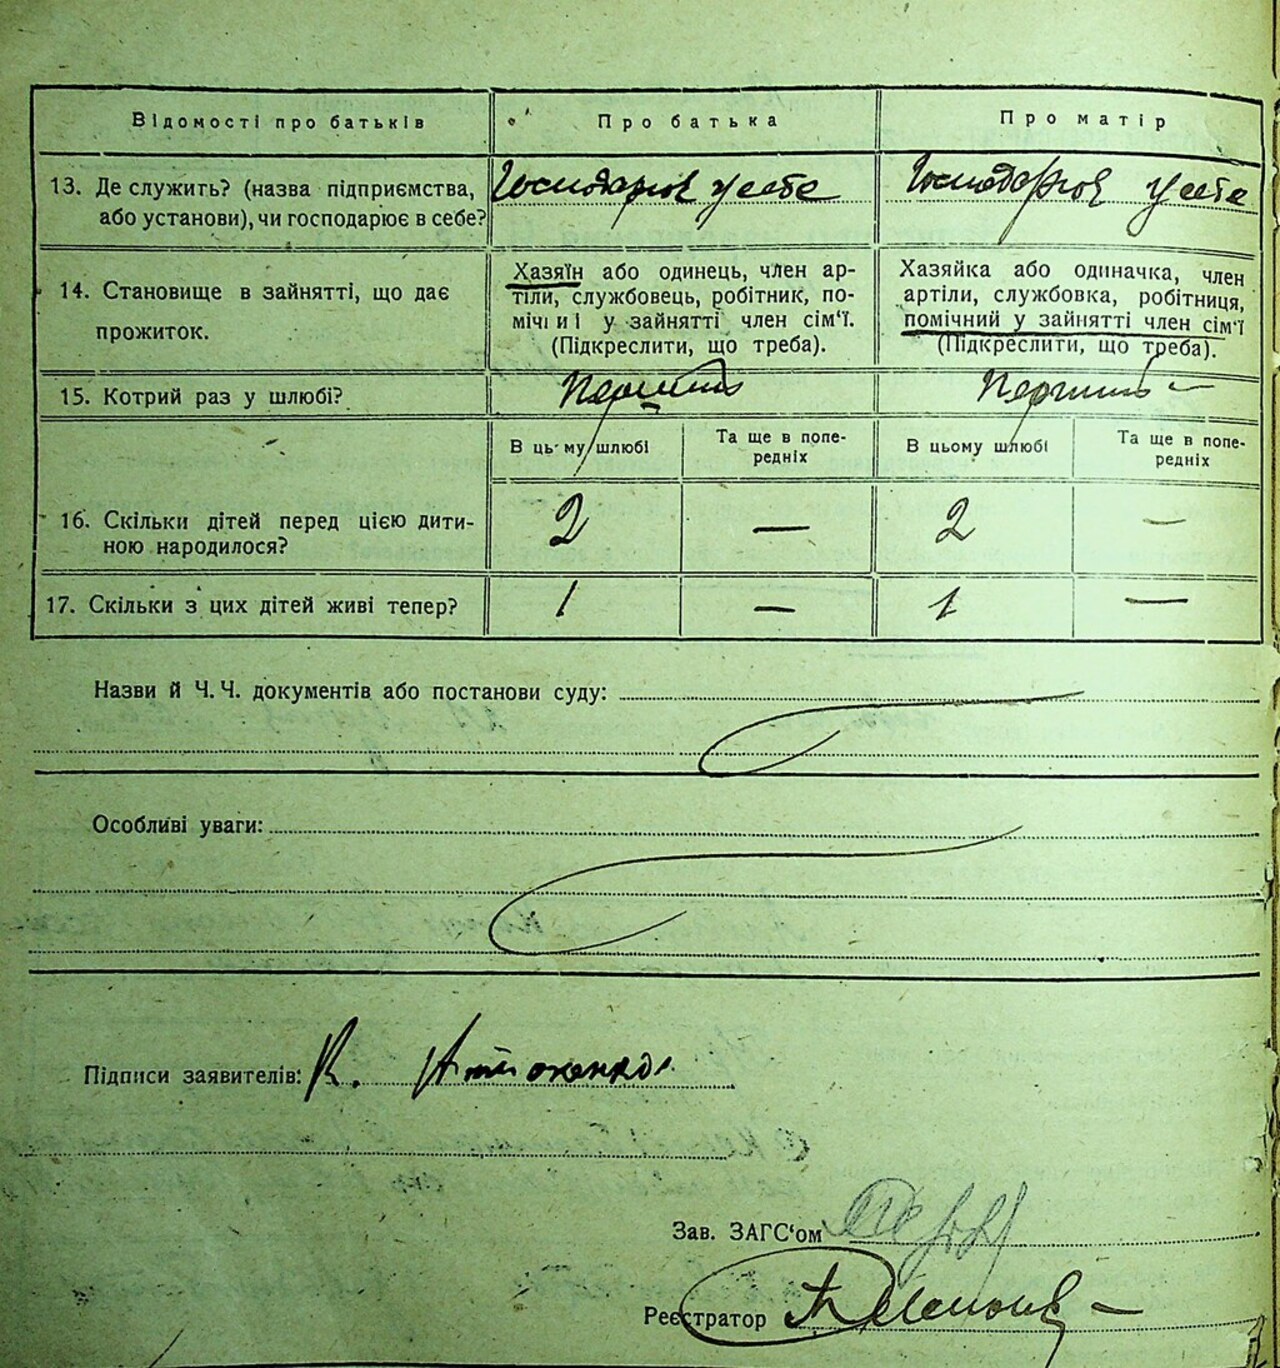 Відомості про батьків Про батька Про матір
13. Де служить? (назва підприємства, або установи), чи господарює в себе? Господарює у себе Господарює у себе
14. Становище в зайнятті, що дає прожиток.
Хазяїн або одинець, член ар-
тіли, службовець, робітник, по-
мічний у зайнятті член сім'ї.
(Підкреслити, що треба).
Хазяйка або одиначка, член
артіли, службовка, робітниця,
помічний у зайнятті член сім'ї
(Підкреслити, що треба).
15. Котрий раз у шлюбі?
В цьому шлюбі Та ще в попе-
редніх В цьому шлюбі Та ще в попе-
редніх
16. Скільки дітей перед цією дити-
ною народилося? 2 — 2 —
17. Скільки з цих дітей живі тепер? 1 — 1 —
Назви й Ч.Ч. документів або постанови суду:
Особливі уваги:
Підписи заявителів: К.
Зав. ЗАГС'ом
Реєстратор